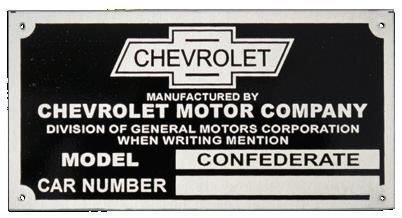 CHEVROLET
MANUFACTURED BY
CHEVROLET MOTOR COMPANY
DIVISION OF GENERAL MOTORS CORPORATION
WHEN WRITING MENTION
MODEL CONFEDERATE
CAR NUMBER